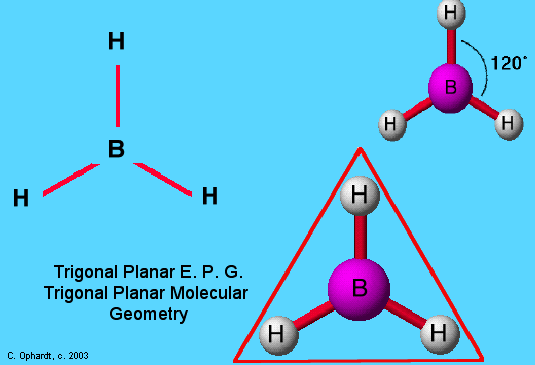 H
B
H
H
H
120°
B
H
H
H
B
H
H
Trigonal Planar E. P. G.
Trigonal Planar Molecular
Geometry
C. Ophardt, c. 2003